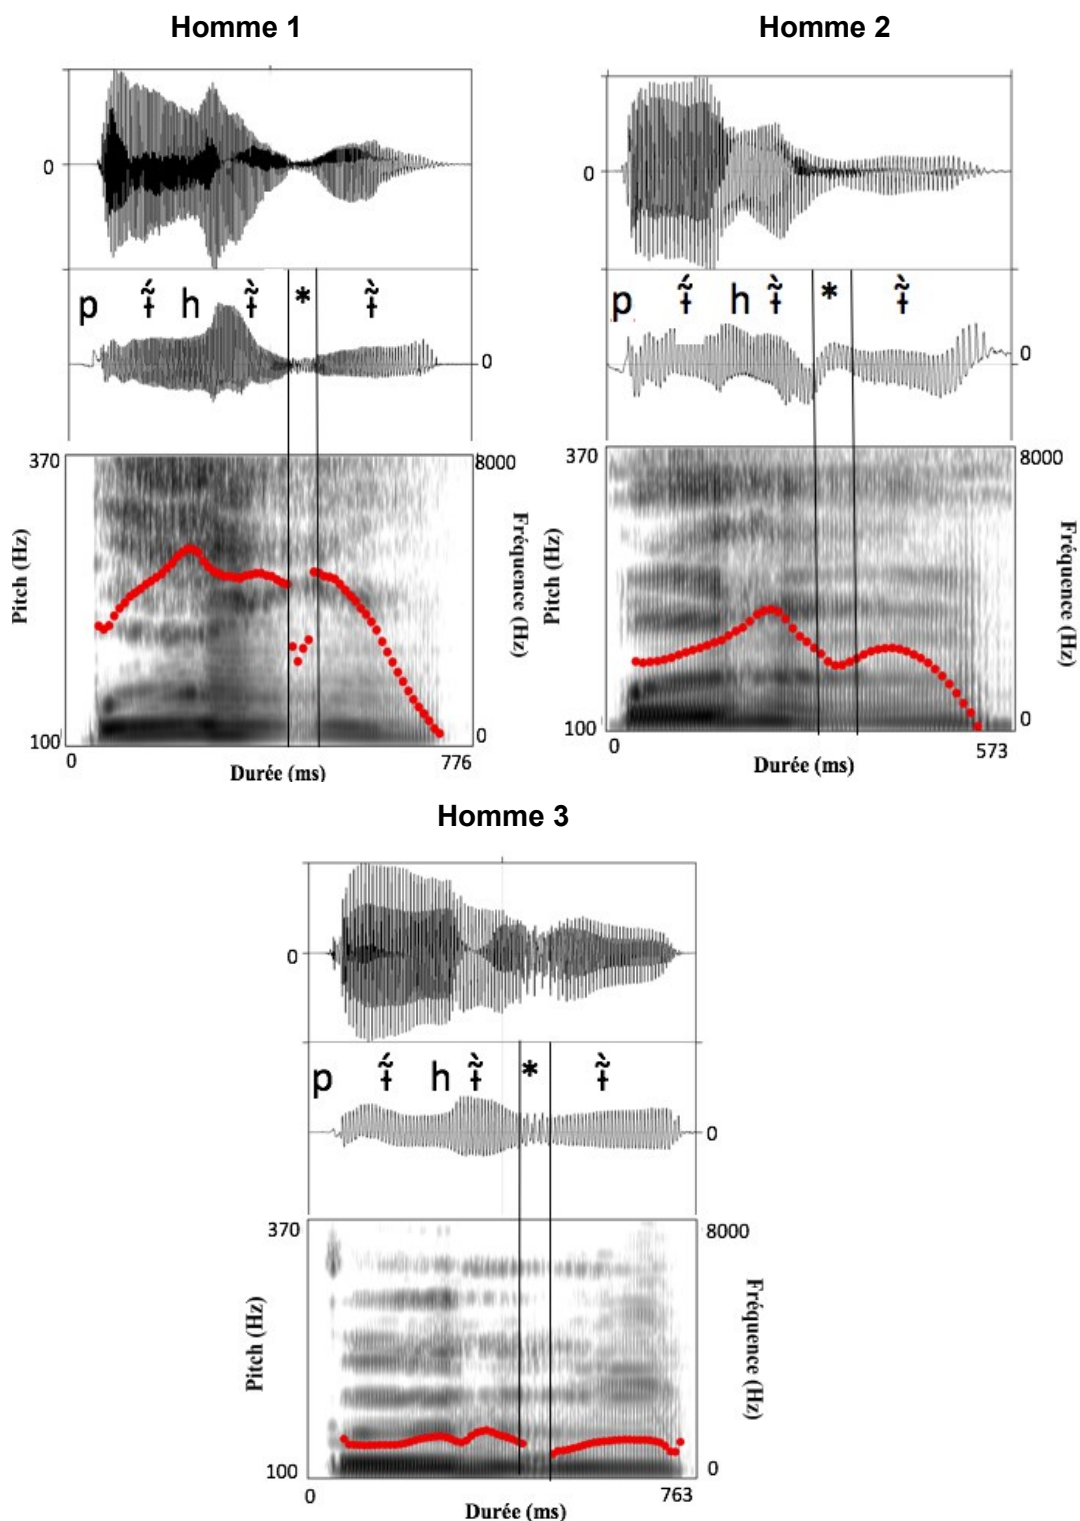 Homme 1
0
p ɨ̃̀ h ɨ̃̀ * ɨ̃̀
0
370
8000
Pitch (Hz)
Fréquence (Hz)
100
0
0
776
Durée (ms)
Homme 2
0
p ɨ̃̀ h ɨ̃̀ * ɨ̃̀
0
370
8000
Pitch (Hz)
Fréquence (Hz)
100
0
0
573
Durée (ms)
Homme 3
0
p ɨ̃̀ h ɨ̃̀ * ɨ̃̀
0
370
8000
Pitch (Hz)
Fréquence (Hz)
100
0
0
763
Durée (ms)